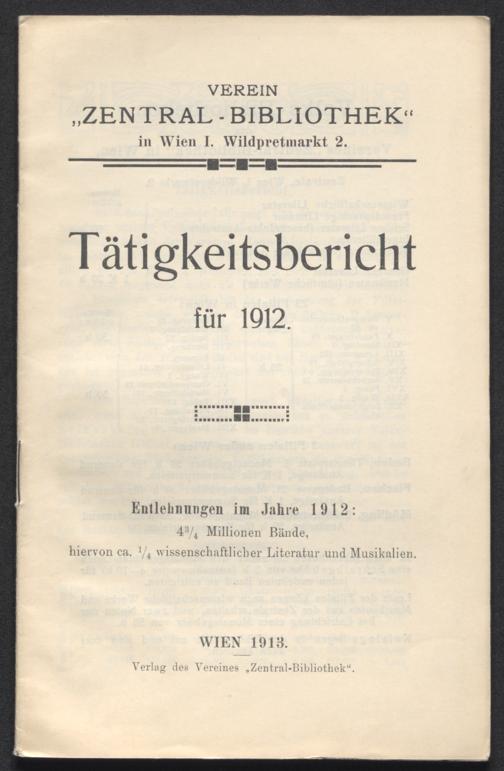 VEREIN
„ZENTRAL-BIBLIOTHEK“
in Wien I. Wildpretmarkt 2.
Tätigkeitsbericht
für 1912.
Entlehnungen im Jahre 1912:
4³/₄ Millionen Bände,
hiervon ca. ¹/₄ wissenschaftlicher Literatur und Musikalien.
WIEN 1913.
Verlag des Vereines „Zentral-Bibliothek“.